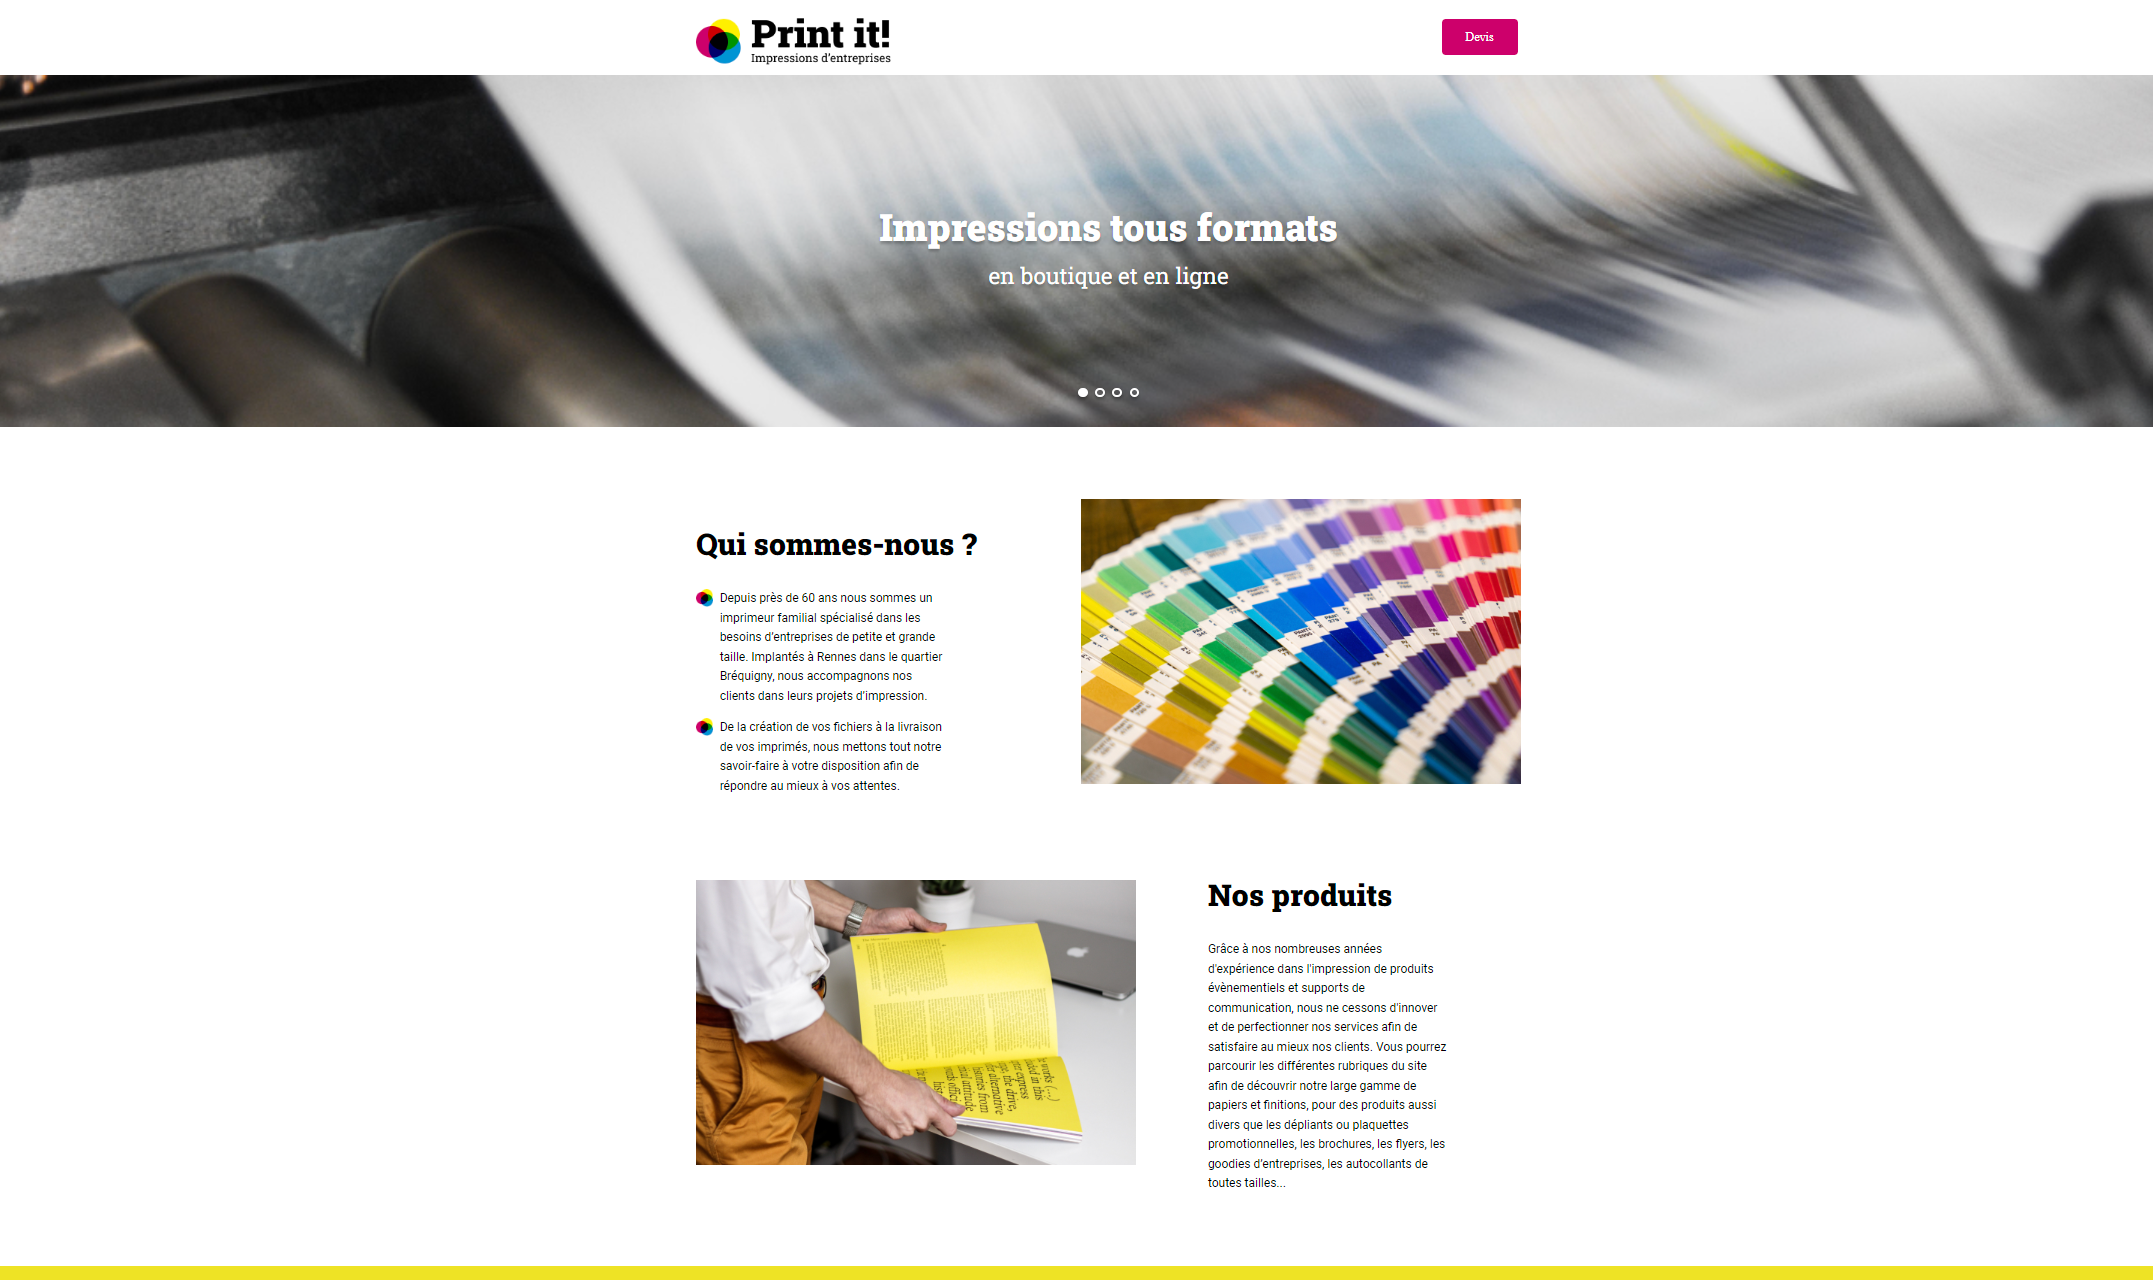 Print it!
Impressions d'entreprises
Devis
Impressions tous formats
en boutique et en ligne
Qui sommes-nous ?
Depuis près de 60 ans nous sommes un
imprimeur familial spécialisé dans les
besoins d'entreprises de petite et grande
taille. Implantés à Rennes dans le quartier
Bréquigny, nous accompagnons nos
clients dans leurs projets d'impression.
De la création de vos fichiers à la livraison
de vos imprimés, nous mettons tout notre
savoir-faire à votre disposition afin de
répondre au mieux à vos attentes.
Nos produits
Grâce à nos nombreuses années
d'expérience dans l'impression de produits
évènementiels et supports de
communication, nous ne cessons d'innover
et de perfectionner nos services afin de
satisfaire au mieux nos clients. Vous pourrez
parcourir les différentes rubriques du site
afin de découvrir notre large gamme de
papiers et finitions, pour des produits aussi
divers que les dépliants ou plaquettes
promotionnelles, les brochures, les flyers, les
goodies d'entreprises, les autocollants de
toutes tailles...